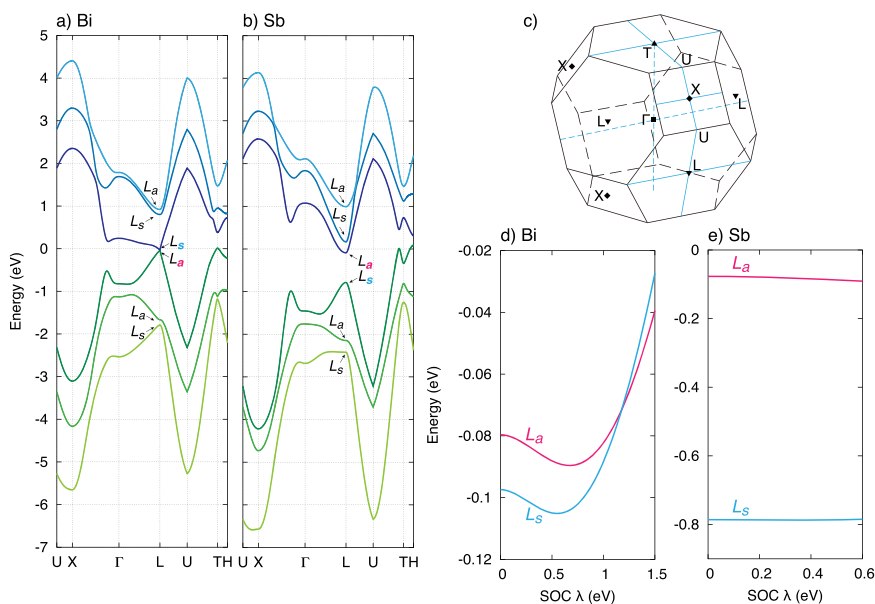 a) Bi
b) Sb
c)
5
4
3
2
1
0
-1
-2
-3
-4
-5
-6
-7
Energy (eV)
La
Ls
Ls
La
La
Ls
U X Γ L U TH
La
Ls
La
Ls
La
Ls
U X Γ L U TH
T
U
X
X
L
L
Γ
U
L
X
d) Bi
-0.02
-0.04
-0.06
-0.08
-0.1
-0.12
Energy (eV)
La
Ls
0 0.5 1 1.5
SOC λ (eV)
e) Sb
0
-0.2
-0.4
-0.6
-0.8
La
Ls
0 0.2 0.4 0.6
SOC λ (eV)